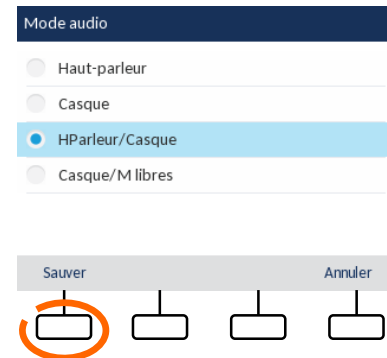 Mode audio
Haut-parleur
Casque
HParleur/Casque
Casque/M libres
Sauver Annuler